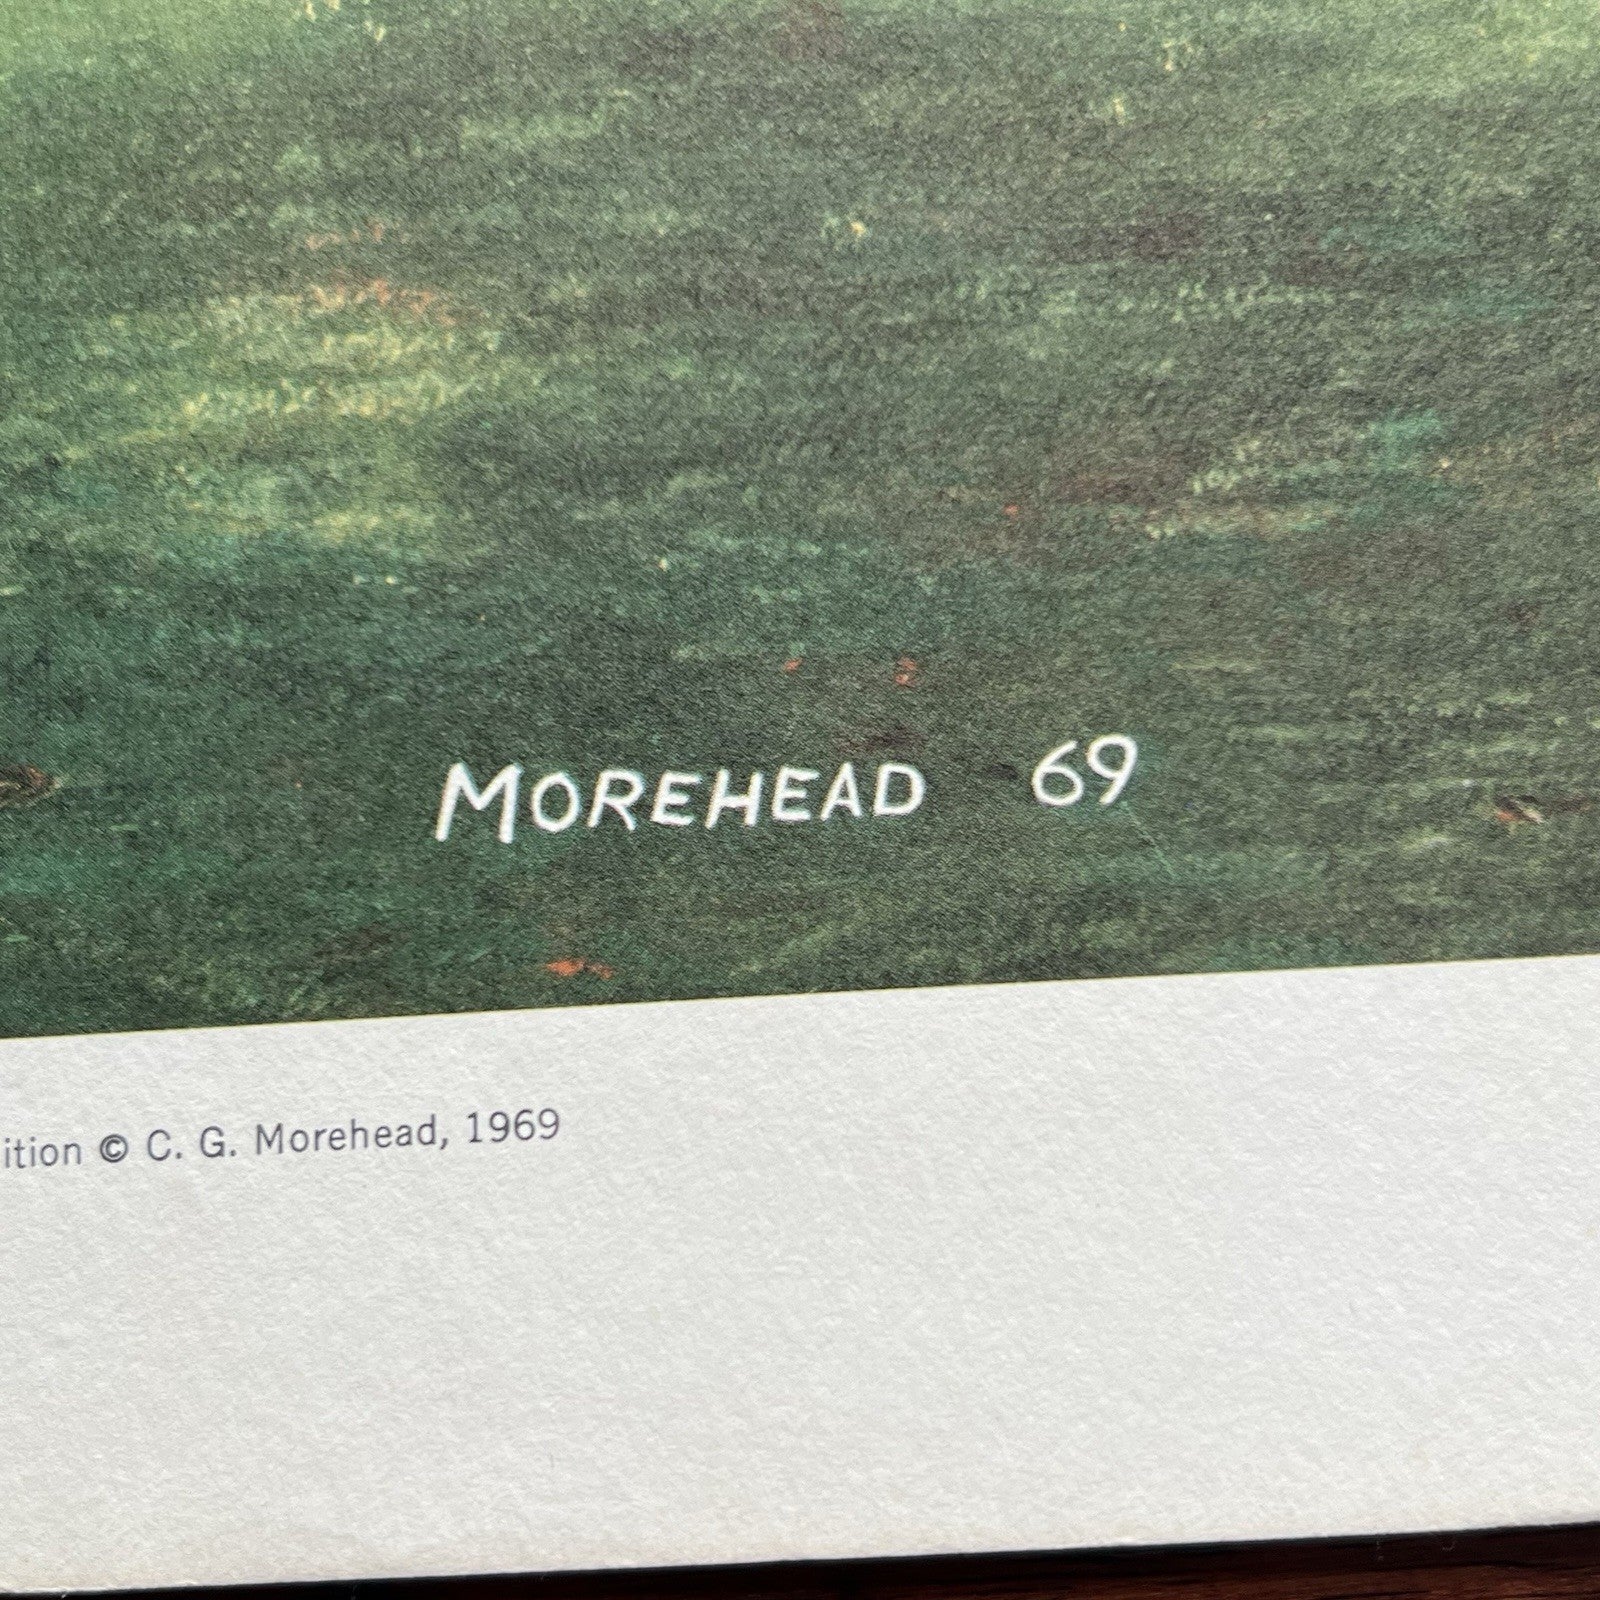 MOREHEAD 69
ition © C. G. Morehead, 1969